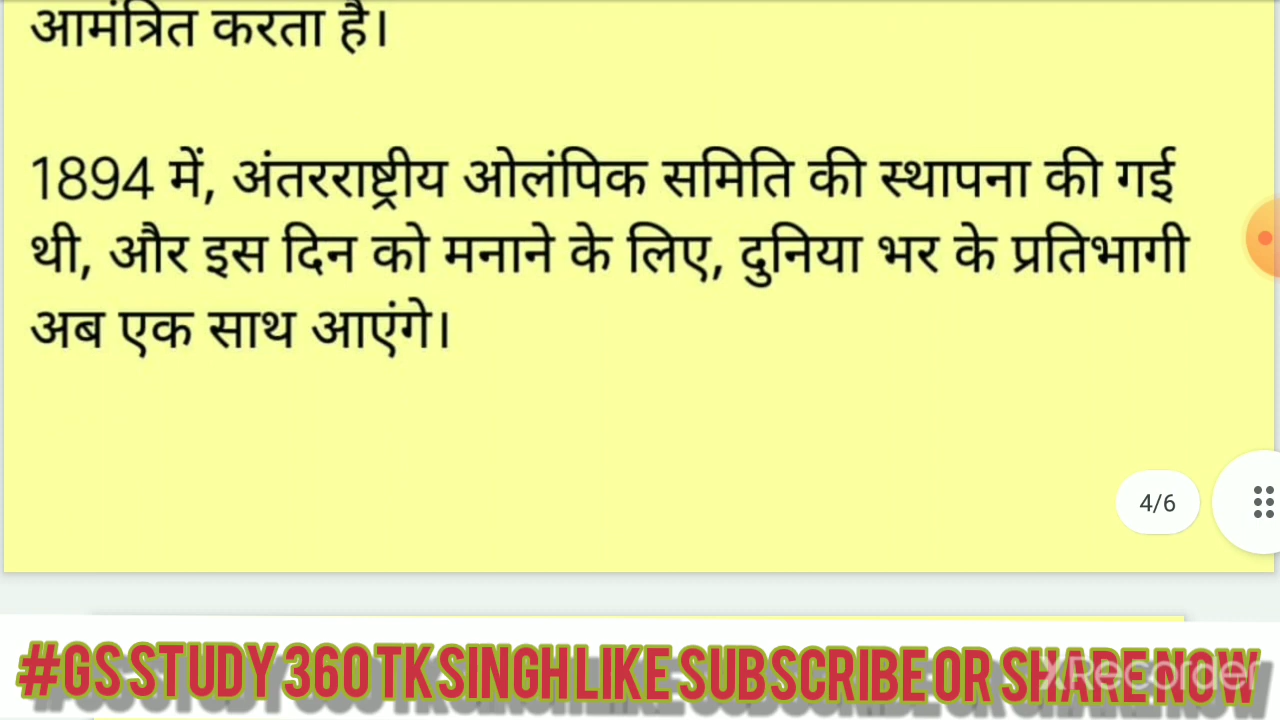 आमंत्रित करता है।
1894 में, अंतरराष्ट्रीय ओलंपिक समिति की स्थापना की गई
थी, और इस दिन को मनाने के लिए, दुनिया भर के प्रतिभागी
अब एक साथ आएंगे।
4/6
#GS STUDY 360 TK SINGH LIKE SUBSCRIBE OR SHARE NOW
XRecorder